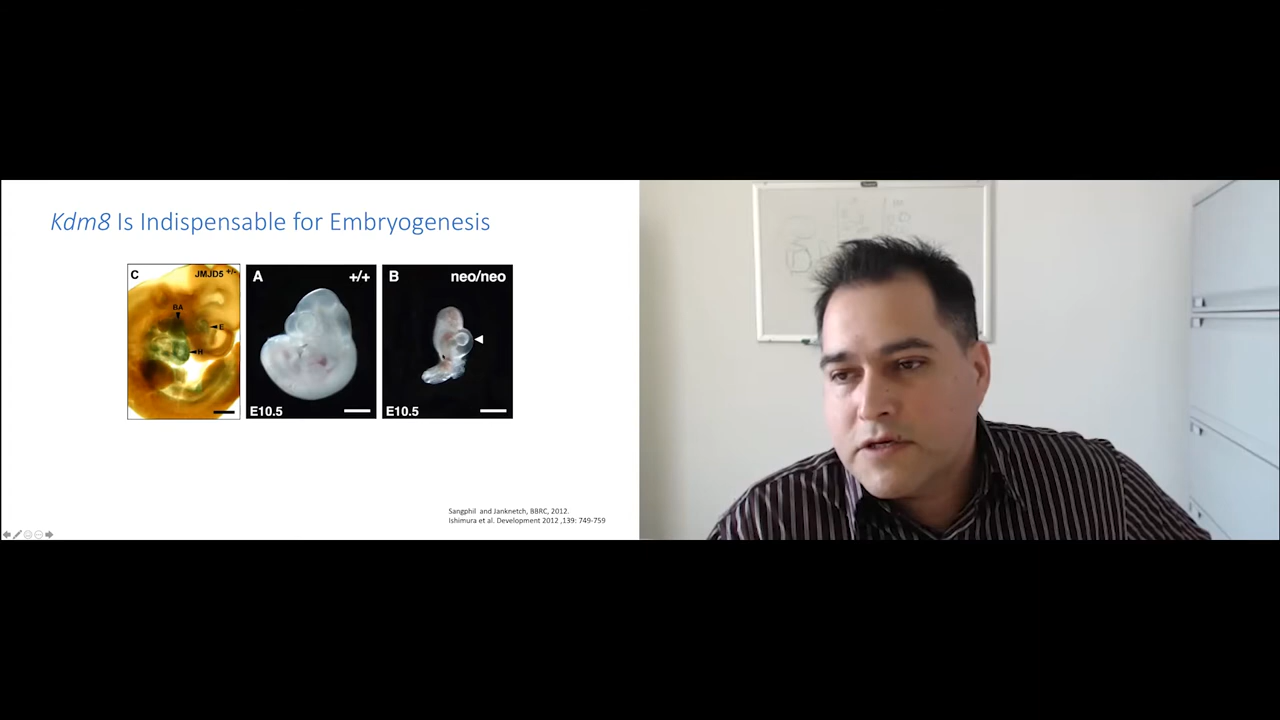 Kdm8 Is Indispensable for Embryogenesis
C
JMJD5 +/-
BA
E
H
A
+/+
E10.5
B
neo/neo
E10.5
Sangphil and Janknetch, BBRC, 2012.
Ishimura et al. Development 2012 ,139: 749-759